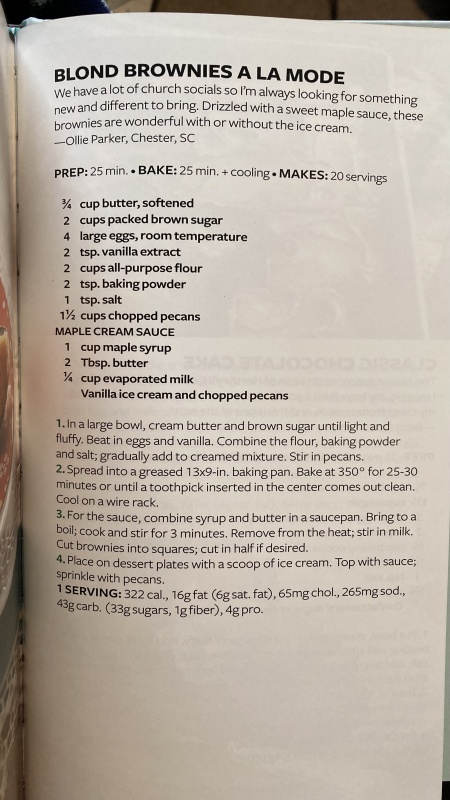 BLOND BROWNIES A LA MODE
We have a lot of church socials so I'm always looking for something
new and different to bring. Drizzled with a sweet maple sauce, these
brownies are wonderful with or without the ice cream.
—Ollie Parker, Chester, SC
PREP: 25 min. • BAKE: 25 min. + cooling • MAKES: 20 servings
¾ cup butter, softened
2 cups packed brown sugar
4 large eggs, room temperature
2 tsp. vanilla extract
2 cups all-purpose flour
2 tsp. baking powder
1 tsp. salt
1½ cups chopped pecans
MAPLE CREAM SAUCE
1 cup maple syrup
2 Tbsp. butter
¼ cup evaporated milk
Vanilla ice cream and chopped pecans
1. In a large bowl, cream butter and brown sugar until light and
fluffy. Beat in eggs and vanilla. Combine the flour, baking powder
and salt; gradually add to creamed mixture. Stir in pecans.
2. Spread into a greased 13x9-in. baking pan. Bake at 350° for 25-30
minutes or until a toothpick inserted in the center comes out clean.
Cool on a wire rack.
3. For the sauce, combine syrup and butter in a saucepan. Bring to a
boil; cook and stir for 3 minutes. Remove from the heat; stir in milk.
Cut brownies into squares; cut in half if desired.
4. Place on dessert plates with a scoop of ice cream. Top with sauce;
sprinkle with pecans.
1 SERVING: 322 cal., 16g fat (6g sat. fat), 65mg chol., 265mg sod.,
43g carb. (33g sugars, 1g fiber), 4g pro.
CLASSIC CHOCOLATE CAKE